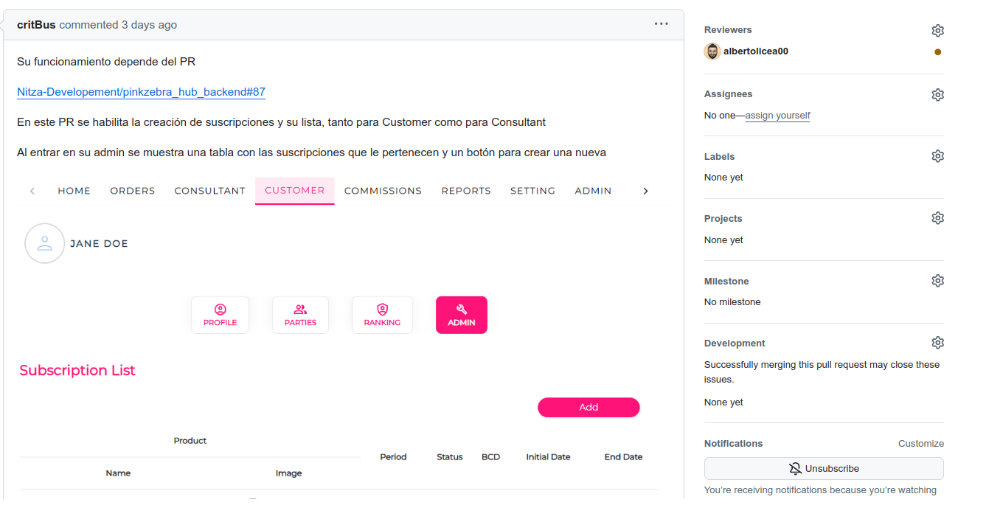 critBus commented 3 days ago
Su funcionamiento depende del PR
Nitza-Developement/pinkzebra_hub_backend#87
En este PR se habilita la creación de suscripciones y su lista, tanto para Customer como para Consultant
Al entrar en su admin se muestra una tabla con las suscripciones que le pertenecen y un botón para crear una nueva
HOME ORDERS CONSULTANT CUSTOMER COMMISSIONS REPORTS SETTING ADMIN
JANE DOE
PROFILE PARTIES RANKING ADMIN
Subscription List
Add
Product
Period Status BCD Initial Date End Date
Name Image
Reviewers
albertolicea00
Assignees
No one—assign yourself
Labels
None yet
Projects
None yet
Milestone
No milestone
Development
Successfully merging this pull request may close these
issues.
None yet
Notifications Customize
Unsubscribe
You're receiving notifications because you're watching